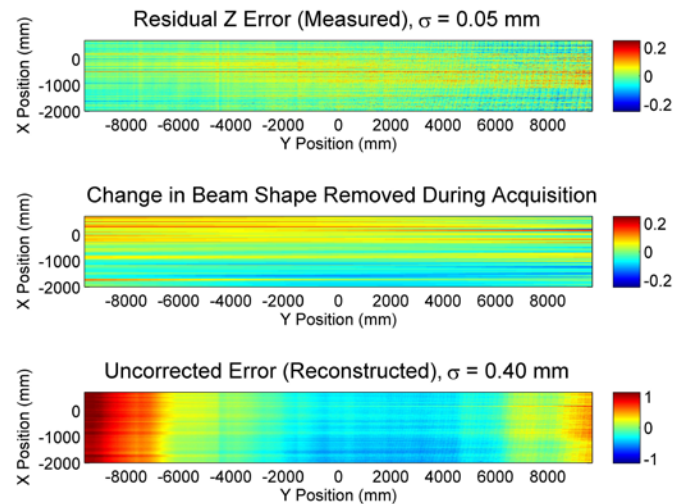 Residual Z Error (Measured), σ = 0.05 mm
X Position (mm)
0
-1000
-2000
-8000 -6000 -4000 -2000 0 2000 4000 6000 8000
Y Position (mm)
0.2
0
-0.2
Change in Beam Shape Removed During Acquisition
X Position (mm)
0
-1000
-2000
-8000 -6000 -4000 -2000 0 2000 4000 6000 8000
Y Position (mm)
0.2
0
-0.2
Uncorrected Error (Reconstructed), σ = 0.40 mm
X Position (mm)
0
-1000
-2000
-8000 -6000 -4000 -2000 0 2000 4000 6000 8000
Y Position (mm)
1
0
-1